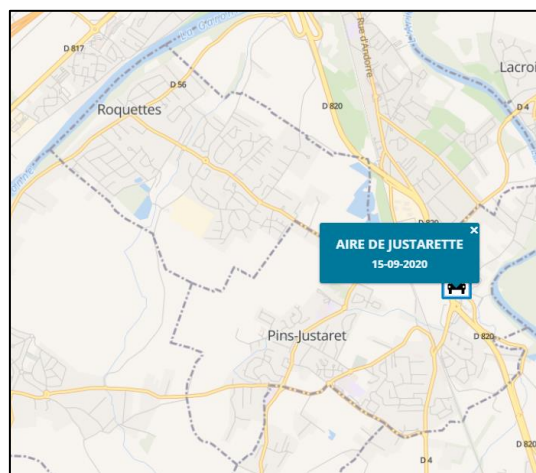 D 817
Rue d'Andorre
Lacroi
D 56
Roquettes
D 820
D 4
D 820
AIRE DE JUSTARETTE
×
15-09-2020
Pins-Justaret
D 820
D 820
D 4